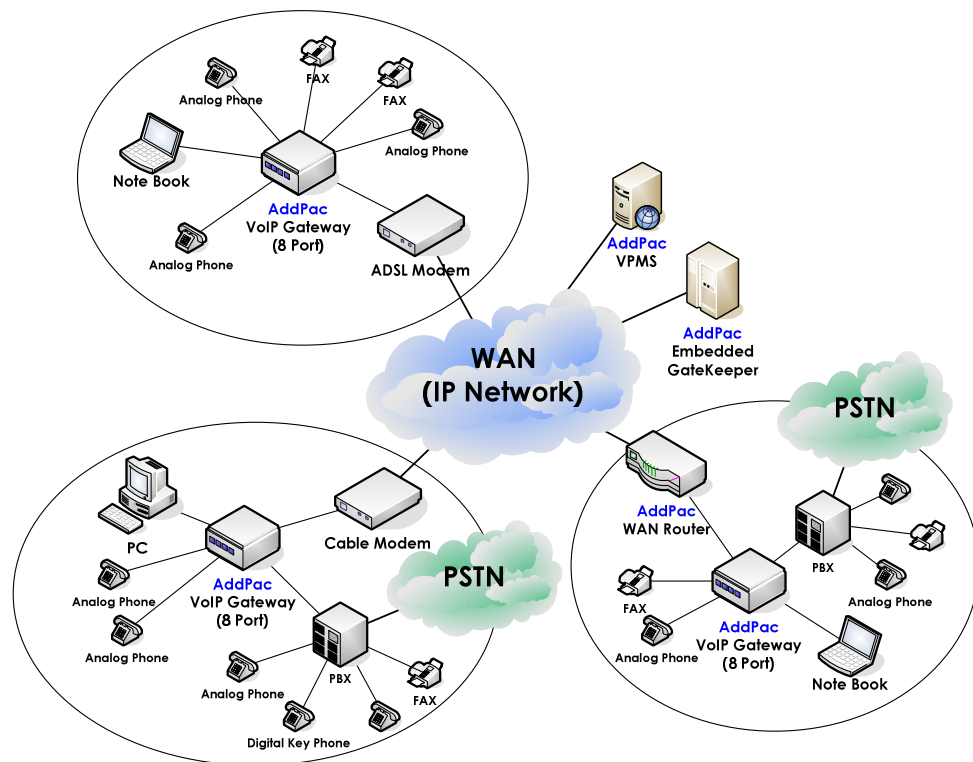 FAX
FAX
Analog Phone
Analog Phone
Note Book
AddPac
VoIP Gateway
(8 Port)
Analog Phone
ADSL Modem
AddPac
VPMS
AddPac
Embedded
GateKeeper
WAN
(IP Network)
PSTN
PC
AddPac
VoIP Gateway
(8 Port)
Cable Modem
Analog Phone
Analog Phone
PSTN
PBX
Analog Phone
FAX
Digital Key Phone
AddPac
WAN Router
PBX
FAX
Analog Phone
AddPac
VoIP Gateway
(8 Port)
Analog Phone
Note Book